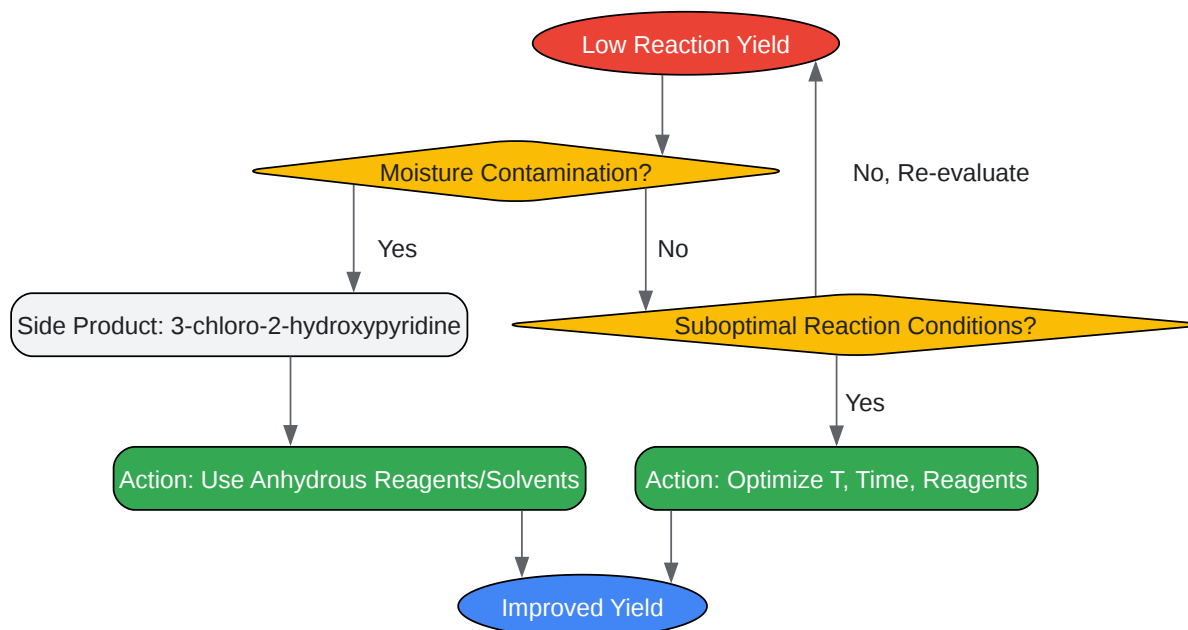 Low Reaction Yield
Moisture Contamination?
No, Re-evaluate
Yes
No
Side Product: 3-chloro-2-hydroxypyridine
Suboptimal Reaction Conditions?
Yes
Action: Use Anhydrous Reagents/Solvents
Action: Optimize T, Time, Reagents
Improved Yield